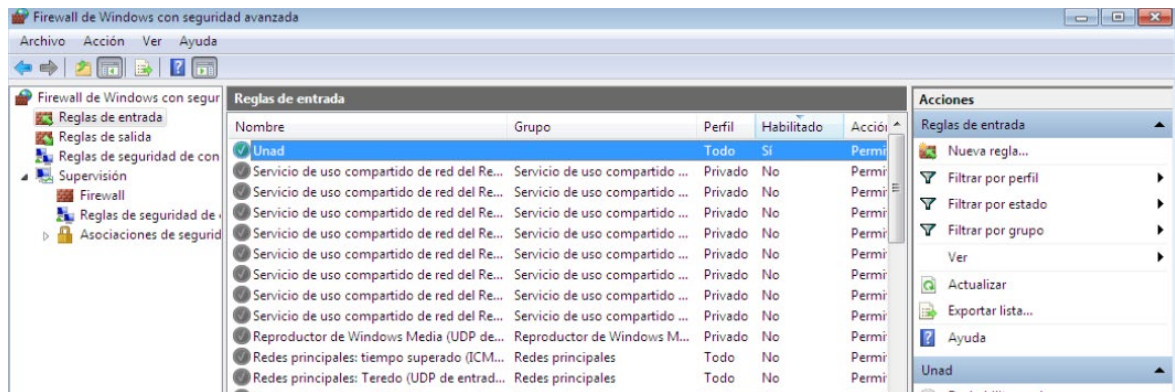 Firewall de Windows con seguridad avanzada
Archivo Acción Ver Ayuda
Firewall de Windows con segur
Reglas de entrada
Reglas de salida
Reglas de seguridad de con
Supervisión
Firewall
Reglas de seguridad de
Asociaciones de segurid
Reglas de entrada
Nombre Grupo Perfil Habilitado Acción
Unad Todo Sí Permi
Servicio de uso compartido de red del Re... Servicio de uso compartido ... Privado No Permi
Servicio de uso compartido de red del Re... Servicio de uso compartido ... Privado No Permi
Servicio de uso compartido de red del Re... Servicio de uso compartido ... Privado No Permi
Servicio de uso compartido de red del Re... Servicio de uso compartido ... Privado No Permi
Servicio de uso compartido de red del Re... Servicio de uso compartido ... Privado No Permi
Servicio de uso compartido de red del Re... Servicio de uso compartido ... Privado No Permi
Servicio de uso compartido de red del Re... Servicio de uso compartido ... Privado No Permi
Servicio de uso compartido de red del Re... Servicio de uso compartido ... Privado No Permi
Reproductor de Windows Media (UDP de... Reproductor de Windows M... Privado No Permi
Redes principales: tiempo superado (ICM... Redes principales Todo No Permi
Redes principales: Teredo (UDP de entrad... Redes principales Todo No Permi
Acciones
Reglas de entrada
Nueva regla...
Filtrar por perfil
Filtrar por estado
Filtrar por grupo
Ver
Actualizar
Exportar lista...
Ayuda
Unad